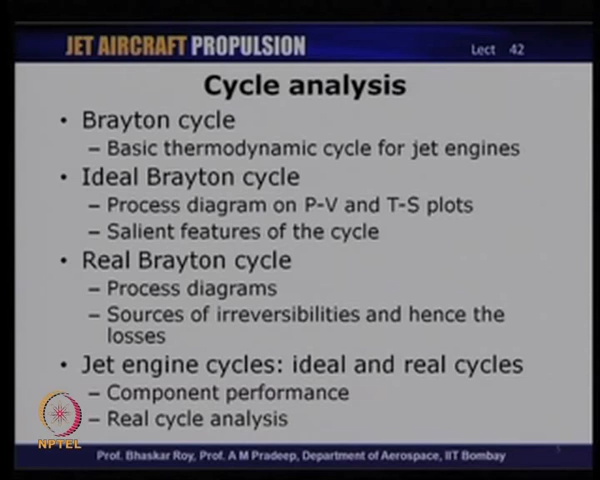 JET AIRCRAFT PROPULSION Lect 42
Cycle analysis
• Brayton cycle
– Basic thermodynamic cycle for jet engines
• Ideal Brayton cycle
– Process diagram on P-V and T-S plots
– Salient features of the cycle
• Real Brayton cycle
– Process diagrams
– Sources of irreversibilities and hence the
losses
• Jet engine cycles: ideal and real cycles
– Component performance
– Real cycle analysis
NPTEL
Prof. Bhaskar Roy, Prof. A M Pradeep, Department of Aerospace, IIT Bombay